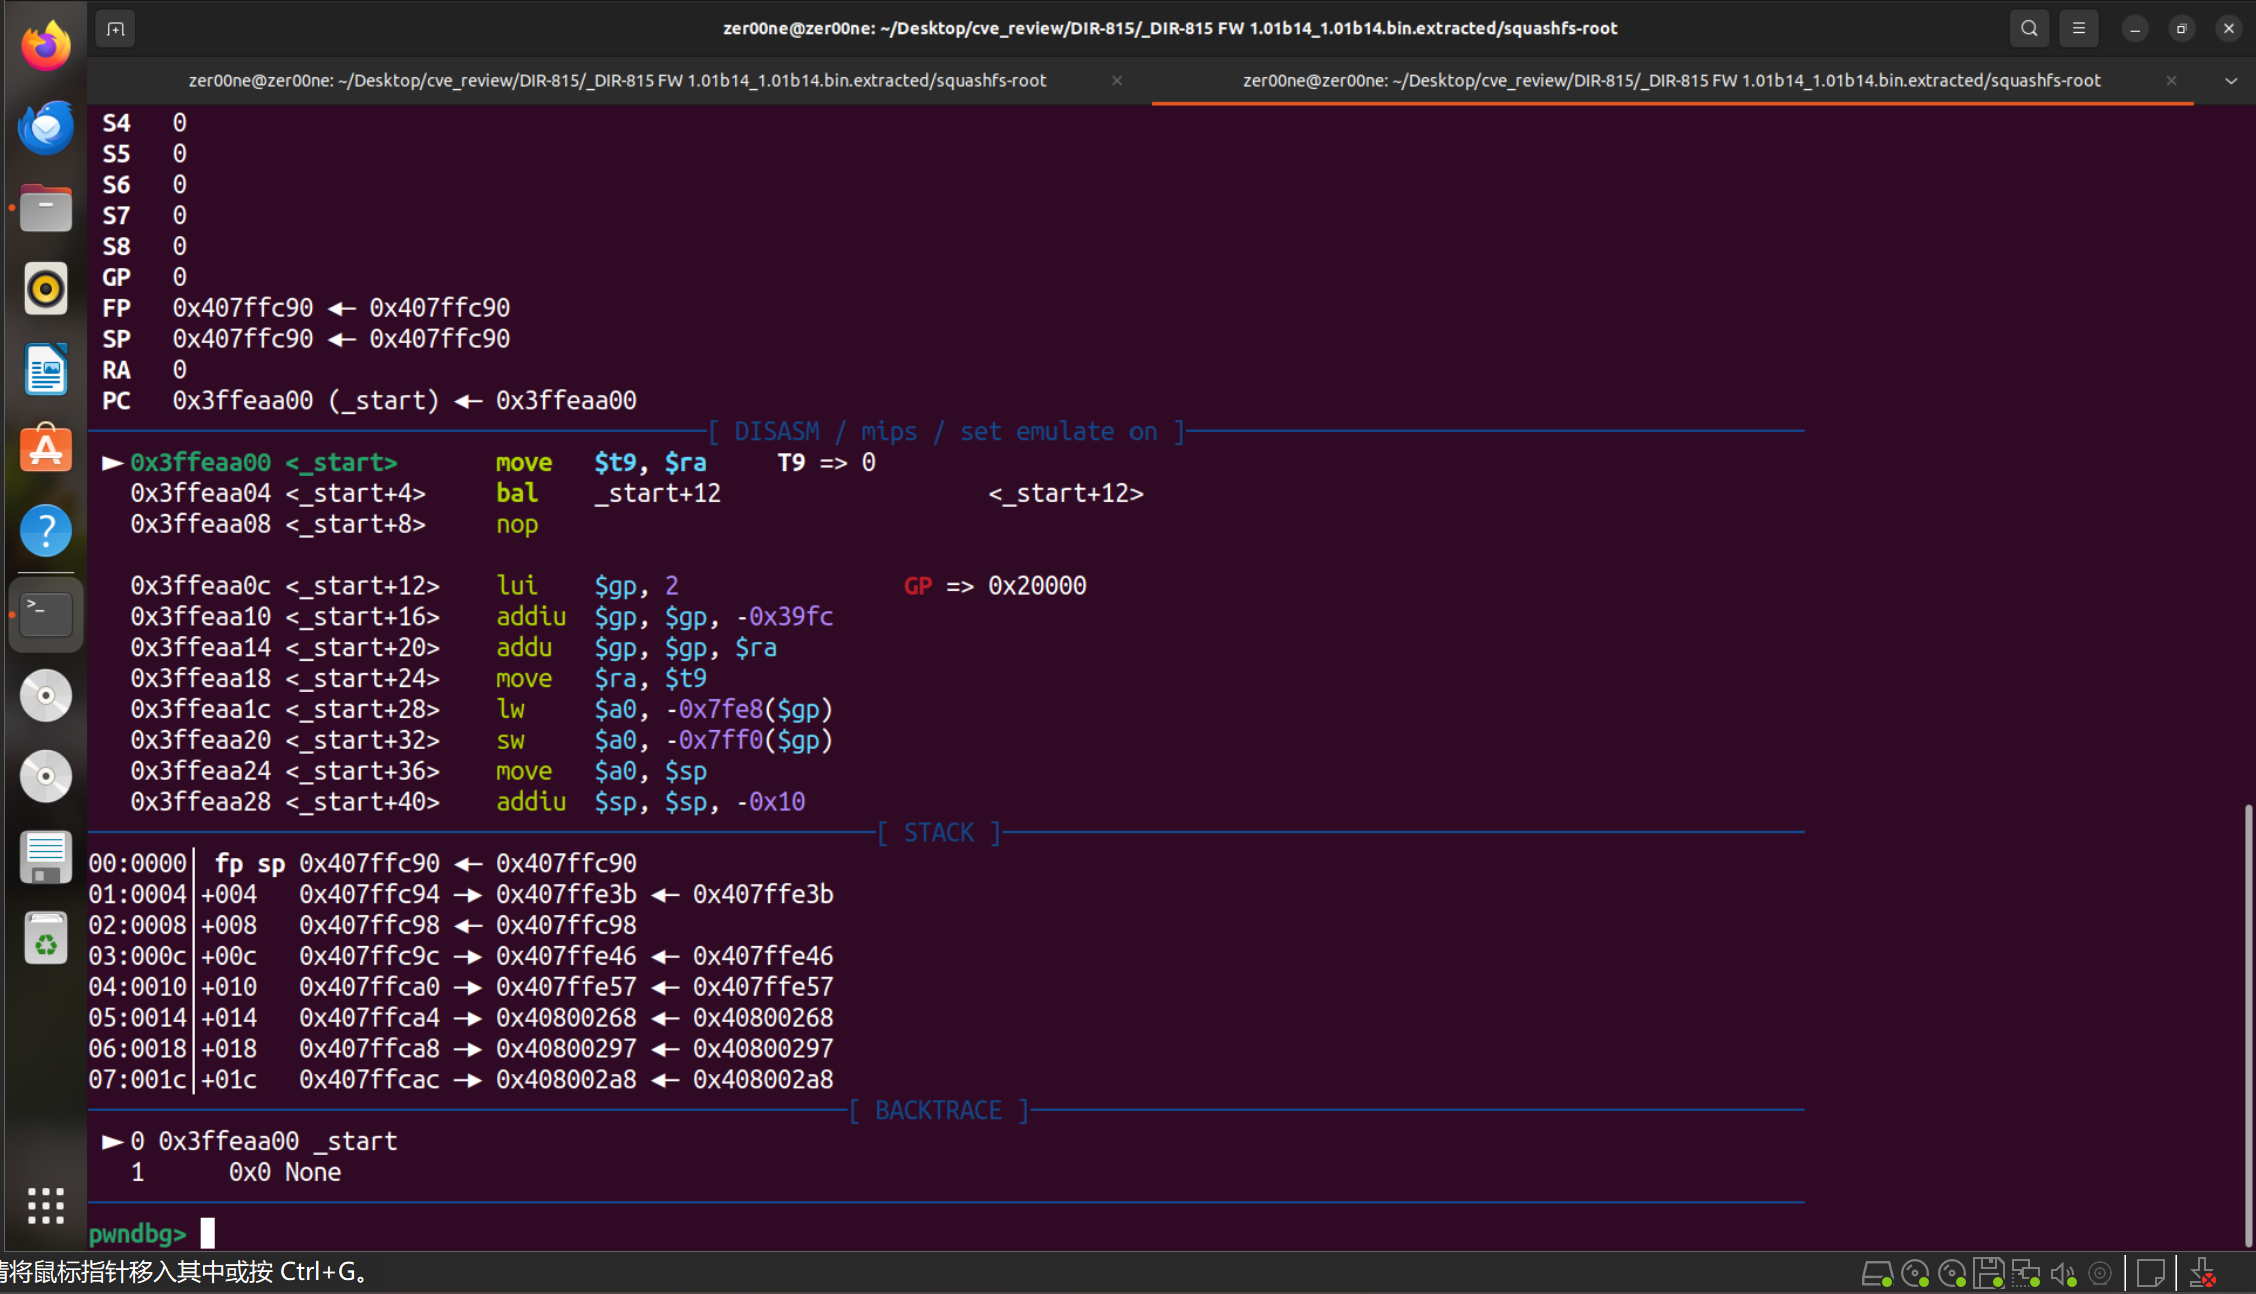 zer00ne@zer00ne: ~/Desktop/cve_review/DIR-815/_DIR-815 FW 1.01b14_1.01b14.bin.extracted/squashfs-root
zer00ne@zer00ne: ~/Desktop/cve_review/DIR-815/_DIR-815 FW 1.01b14_1.01b14.bin.extracted/squashfs-root × zer00ne@zer00ne: ~/Desktop/cve_review/DIR-815/_DIR-815 FW 1.01b14_1.01b14.bin.extracted/squashfs-root ×
S4 0
S5 0
S6 0
S7 0
S8 0
GP 0
FP 0x407ffc90 ◂— 0x407ffc90
SP 0x407ffc90 ◂— 0x407ffc90
RA 0
PC 0x3ffeaa00 (_start) ◂— 0x3ffeaa00
[ DISASM / mips / set emulate on ]
► 0x3ffeaa00 <_start> move $t9, $ra T9 => 0
0x3ffeaa04 <_start+4> bal _start+12 <_start+12>
0x3ffeaa08 <_start+8> nop
0x3ffeaa0c <_start+12> lui $gp, 2 GP => 0x20000
0x3ffeaa10 <_start+16> addiu $gp, $gp, -0x39fc
0x3ffeaa14 <_start+20> addu $gp, $gp, $ra
0x3ffeaa18 <_start+24> move $ra, $t9
0x3ffeaa1c <_start+28> lw $a0, -0x7fe8($gp)
0x3ffeaa20 <_start+32> sw $a0, -0x7ff0($gp)
0x3ffeaa24 <_start+36> move $a0, $sp
0x3ffeaa28 <_start+40> addiu $sp, $sp, -0x10
[ STACK ]
00:0000│ fp sp 0x407ffc90 ◂— 0x407ffc90
01:0004│+004 0x407ffc94 —▸ 0x407ffe3b ◂— 0x407ffe3b
02:0008│+008 0x407ffc98 ◂— 0x407ffc98
03:000c│+00c 0x407ffc9c —▸ 0x407ffe46 ◂— 0x407ffe46
04:0010│+010 0x407ffca0 —▸ 0x407ffe57 ◂— 0x407ffe57
05:0014│+014 0x407ffca4 —▸ 0x40800268 ◂— 0x40800268
06:0018│+018 0x407ffca8 —▸ 0x40800297 ◂— 0x40800297
07:001c│+01c 0x407ffcac —▸ 0x408002a8 ◂— 0x408002a8
[ BACKTRACE ]
► 0 0x3ffeaa00 _start
1 0x0 None
pwndbg>
将鼠标指针移入其中或按 Ctrl+G。